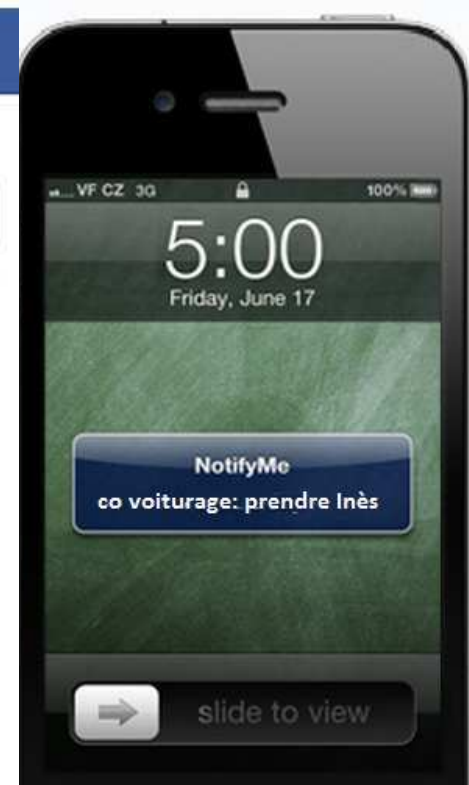 VF CZ 3G 100%
5:00
Friday, June 17
NotifyMe
co voiturage: prendre Inès
slide to view